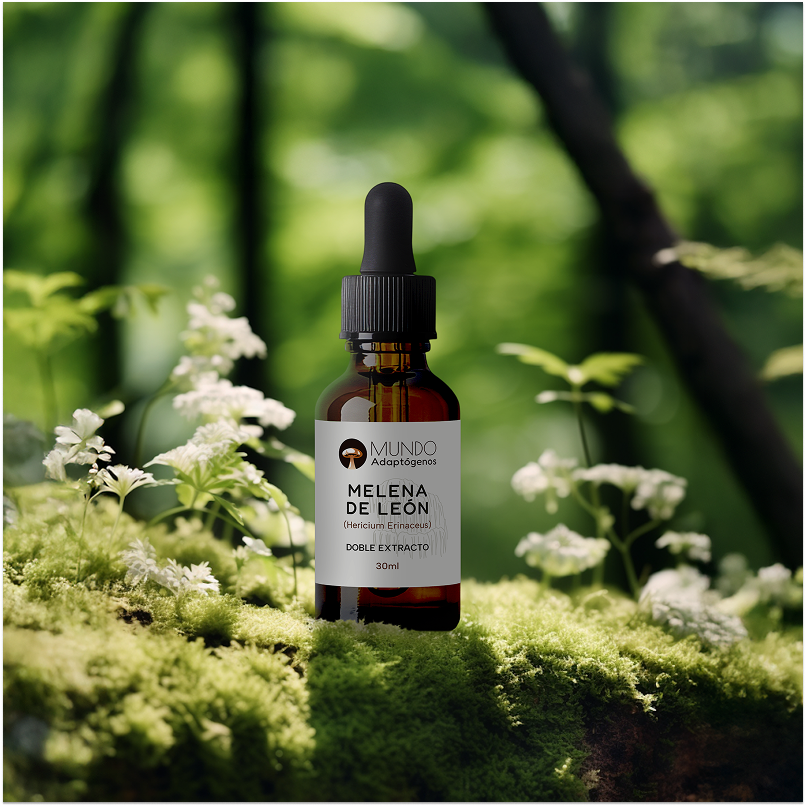 MUNDO
Adaptógenos
MELENA
DE LEÓN
(Hericium Erinaceus)
DOBLE EXTRACTO
30ml